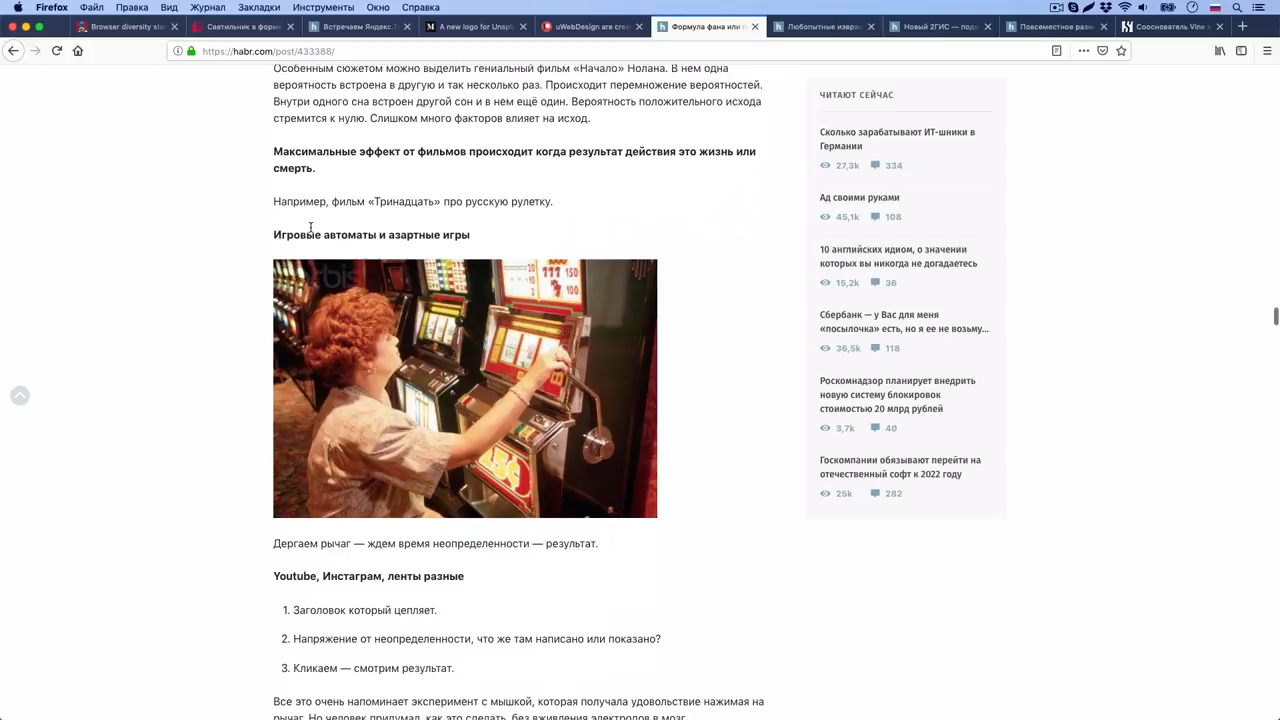 Firefox Файл Правка Вид Журнал Закладки Инструменты Окно Справка
Browser diversity sta
Светильник в форме
Встречаем Яндекс.Т
A new logo for Unspl
uWebDesign are creat
Формула фана или п
Любопытные извращ
Новый 2ГИС — поде
Повсеместное разм
Сооснователь Vine н
https://habr.com/post/433388/
Особенным сюжетом можно выделить гениальный фильм «Начало» Нолана. В нем одна
вероятность встроена в другую и так несколько раз. Происходит перемножение вероятностей.
Внутри одного сна встроен другой сон и в нем ещё один. Вероятность положительного исхода
стремится к нулю. Слишком много факторов влияет на исход.
Максимальные эффект от фильмов происходит когда результат действия это жизнь или
смерть.
Например, фильм «Тринадцать» про русскую рулетку.
Игровые автоматы и азартные игры
Дергаем рычаг — ждем время неопределенности — результат.
Youtube, Инстаграм, ленты разные
1. Заголовок который цепляет.
2. Напряжение от неопределенности, что же там написано или показано?
3. Кликаем — смотрим результат.
Все это очень напоминает эксперимент с мышкой, которая получала удовольствие нажимая на
рычаг. Но человек придумал, как это сделать, без вживления электродов в мозг.
ЧИТАЮТ СЕЙЧАС
Сколько зарабатывают ИТ-шники в
Германии
27,3k 334
Ад своими руками
45,1k 108
10 английских идиом, о значении
которых вы никогда не догадаетесь
15,2k 36
Сбербанк — у Вас для меня
«посылочка» есть, но я ее не возьму...
36,5k 118
Роскомнадзор планирует внедрить
новую систему блокировок
стоимостью 20 млрд рублей
3,7k 40
Госкомпании обязывают перейти на
отечественный софт к 2022 году
25k 282